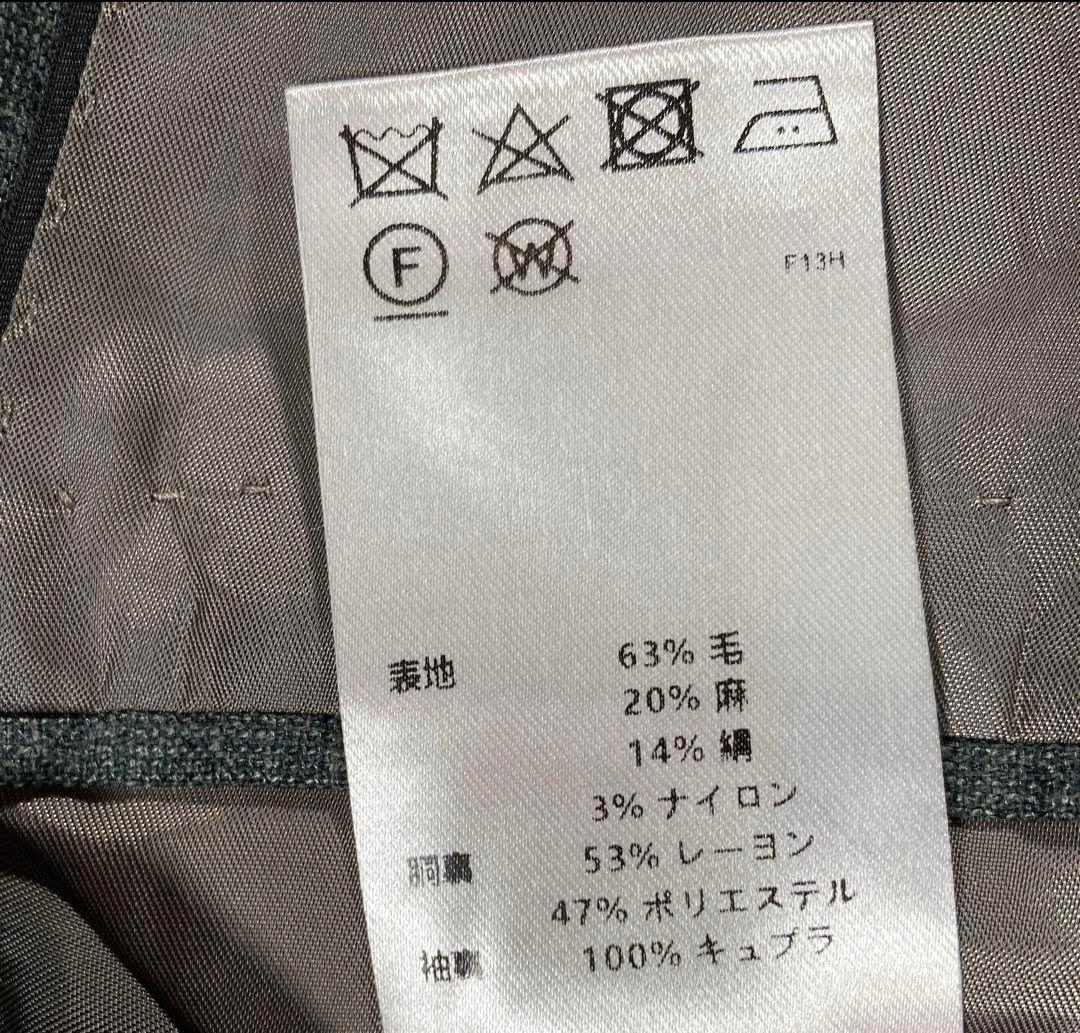 F
W
F13H
表地 63% 毛
20% 麻
14% 絹
3% ナイロン
胴裏 53% レーヨン
47% ポリエステル
袖裏 100% キュプラ